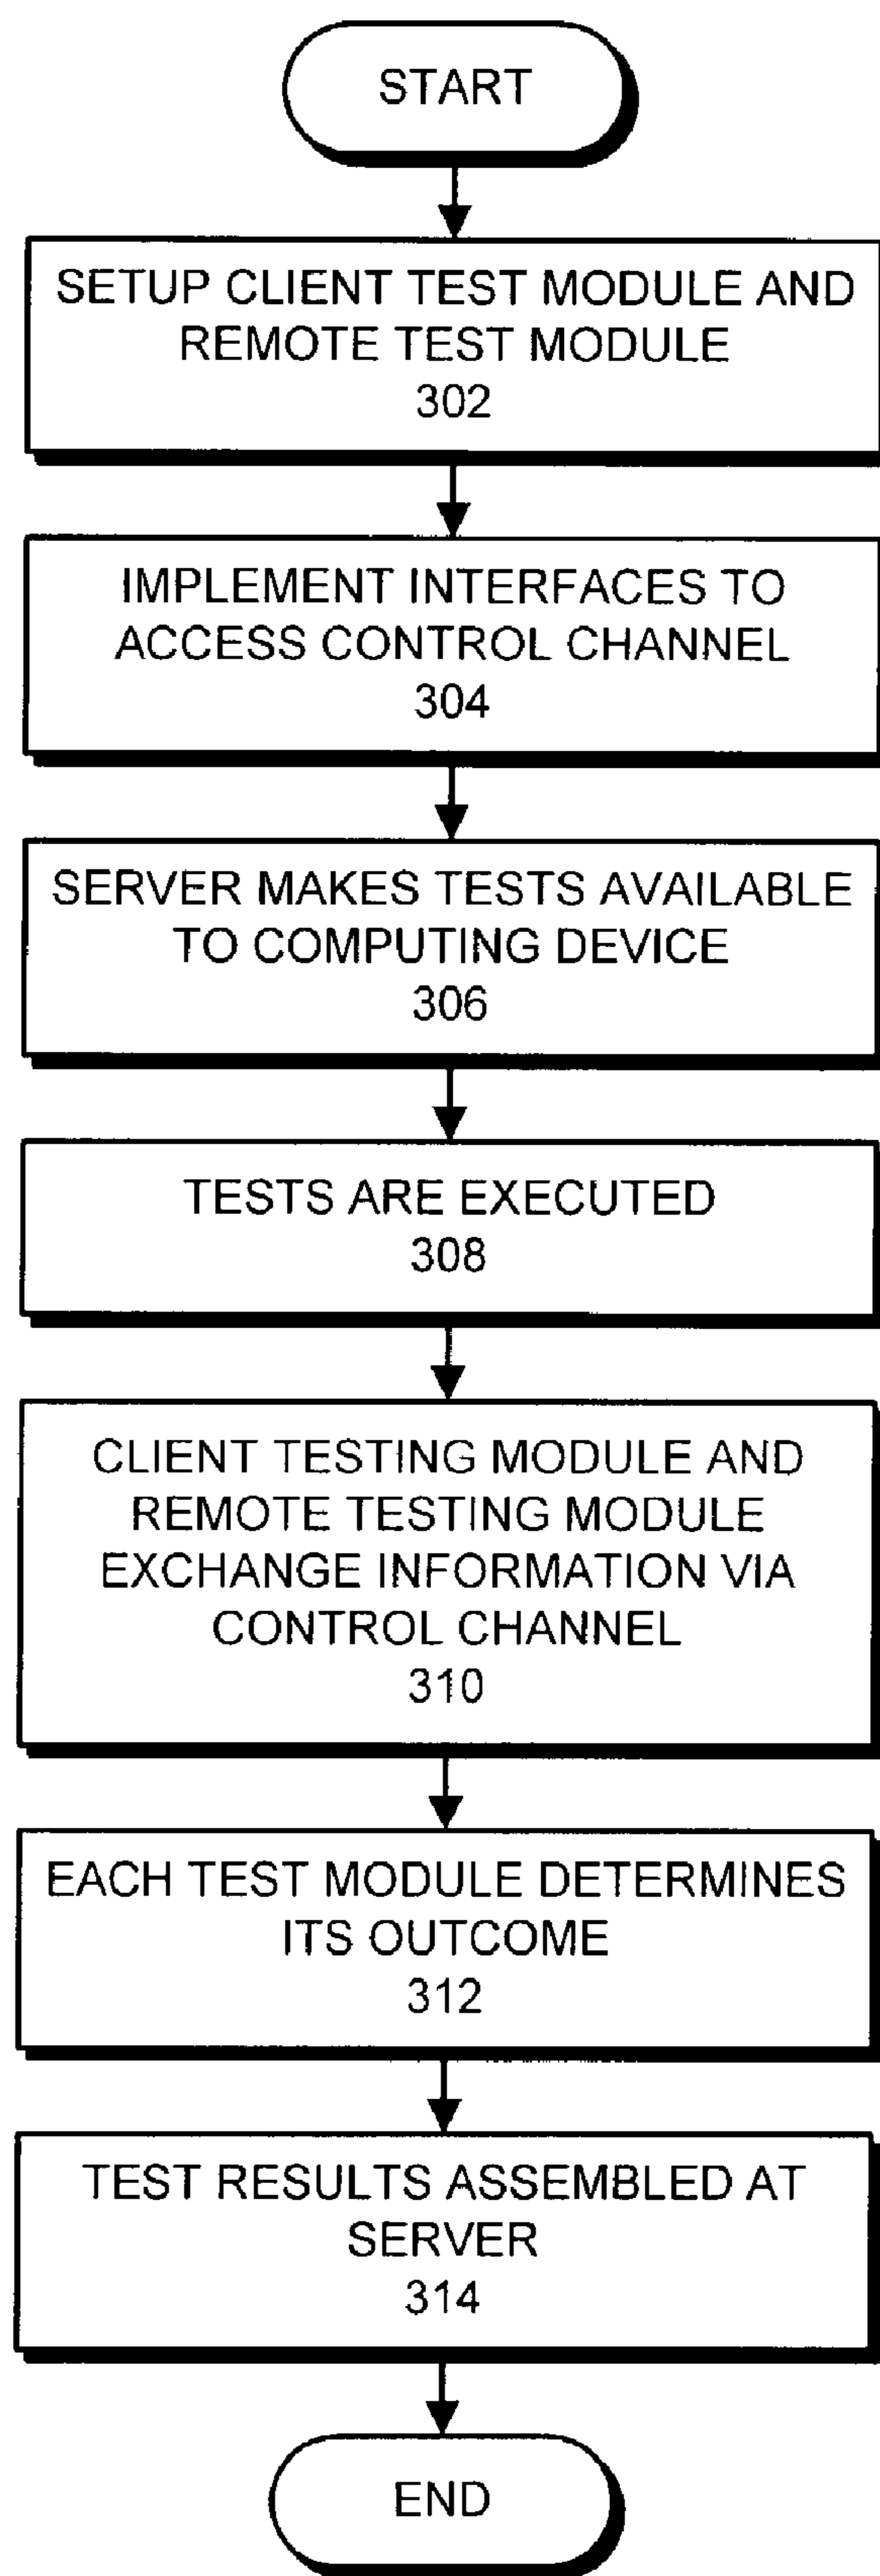 START
SETUP CLIENT TEST MODULE AND
REMOTE TEST MODULE
302
IMPLEMENT INTERFACES TO
ACCESS CONTROL CHANNEL
304
SERVER MAKES TESTS AVAILABLE
TO COMPUTING DEVICE
306
TESTS ARE EXECUTED
308
CLIENT TESTING MODULE AND
REMOTE TESTING MODULE
EXCHANGE INFORMATION VIA
CONTROL CHANNEL
310
EACH TEST MODULE DETERMINES
ITS OUTCOME
312
TEST RESULTS ASSEMBLED AT
SERVER
314
END